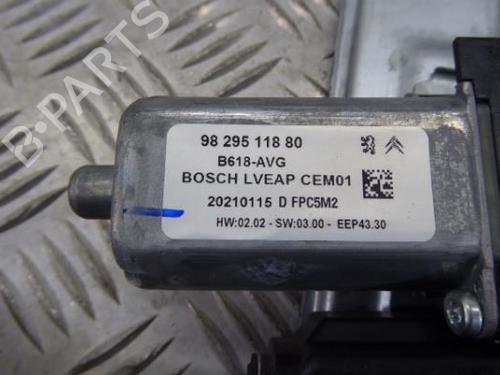 98 295 118 80
B618-AVG
BOSCH LVEAP CEM01
20210115 D FPC5M2
HW:02.02 - SW:03.00 - EEP43.30
B-PARTS